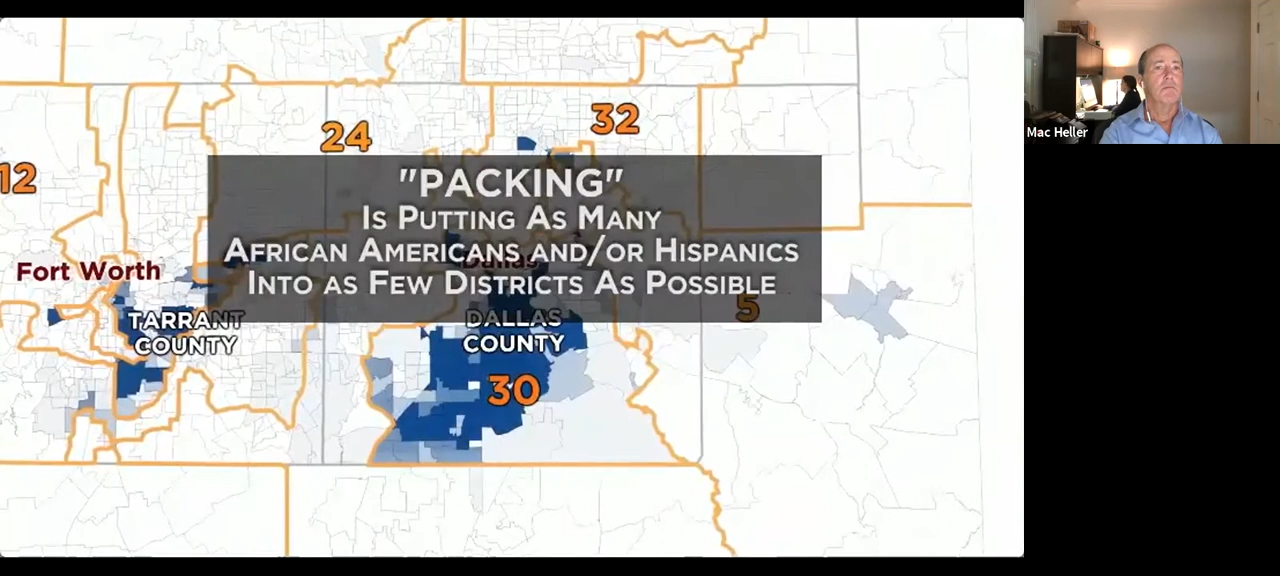 24
32
12
"PACKING"
IS PUTTING AS MANY
AFRICAN AMERICANS AND/OR HISPANICS
INTO AS FEW DISTRICTS AS POSSIBLE
Dallas
Fort Worth
5
TARRANT
COUNTY
DALLAS
COUNTY
30
Mac Heller